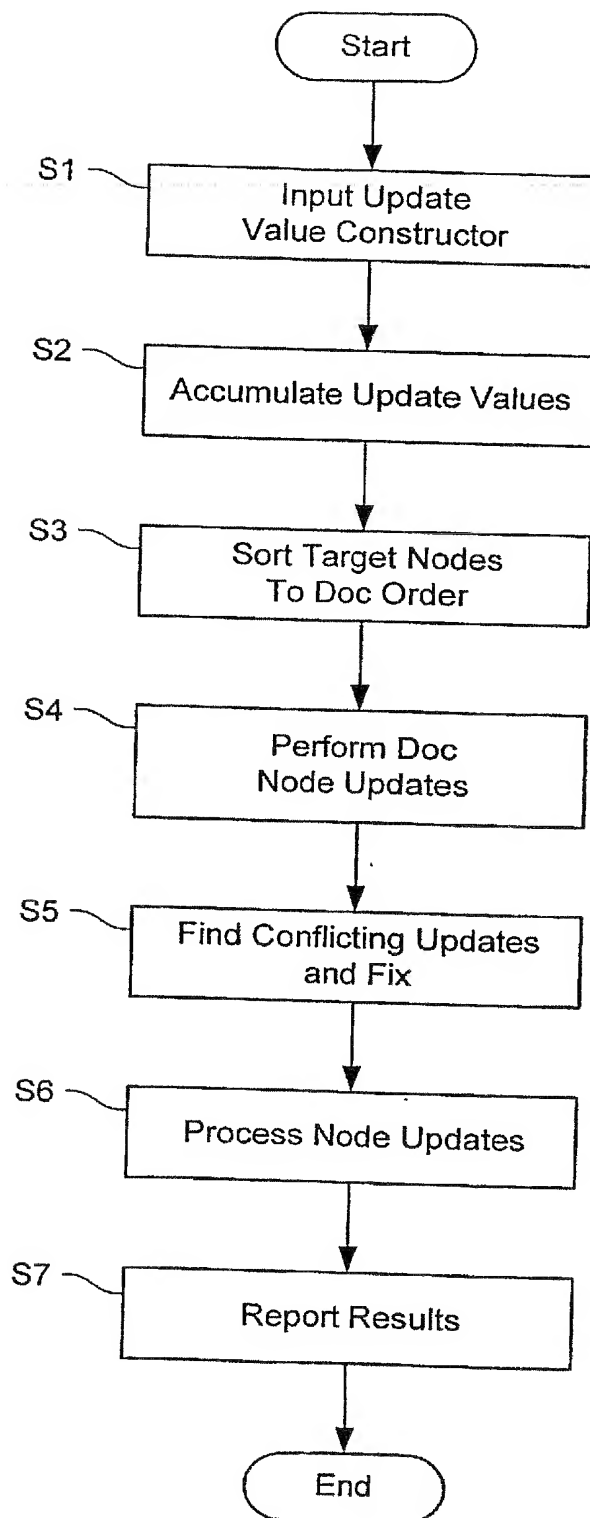 Start
S1
Input Update
Value Constructor
S2
Accumulate Update Values
S3
Sort Target Nodes
To Doc Order
S4
Perform Doc
Node Updates
S5
Find Conflicting Updates
and Fix
S6
Process Node Updates
S7
Report Results
End